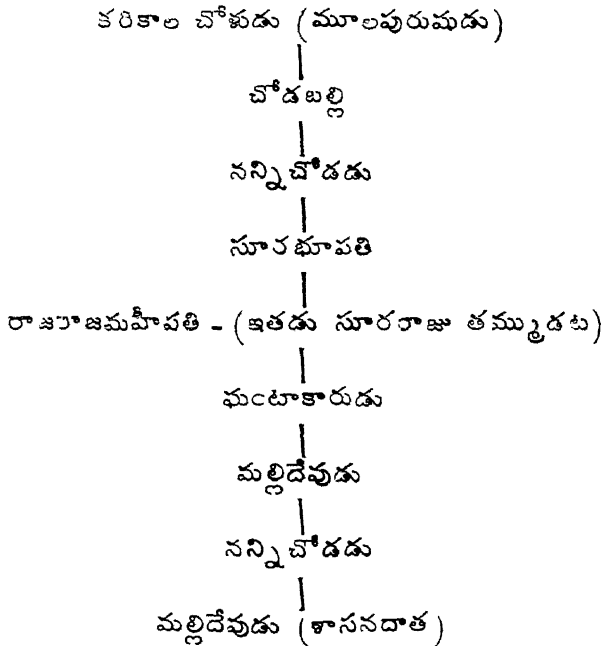 కరికాల చోళుడు (మూలపురుషుడు)
చోడబల్లి
నన్నిచోడడు
సూరభూపతి
రాజరాజమహీపతి - (ఇతడు సూరరాజు తమ్ముడట)
ఘంటాకారుడు
మల్లిదేవుడు
నన్నిచోడడు
మల్లిదేవుడు (శాసనదాత)